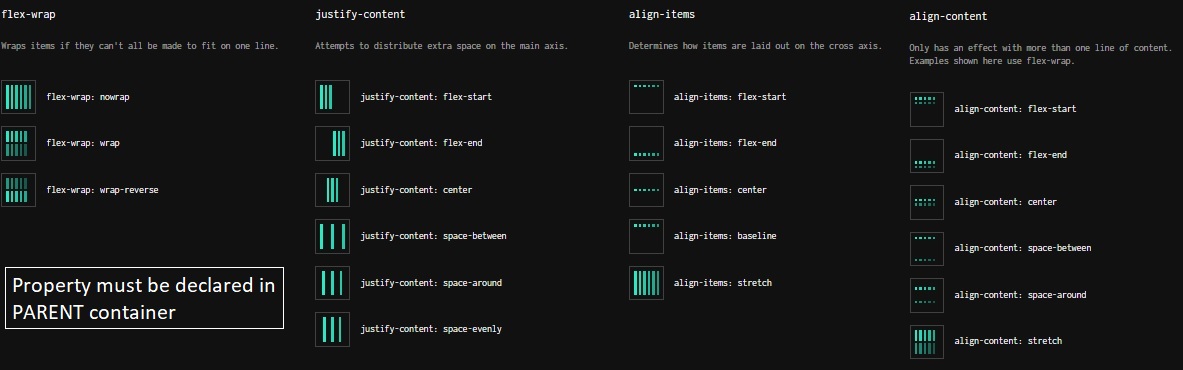 flex-wrap
Wraps items if they can't all be made to fit on one line.
flex-wrap: nowrap
flex-wrap: wrap
flex-wrap: wrap-reverse
Property must be declared in
PARENT container
justify-content
Attempts to distribute extra space on the main axis.
justify-content: flex-start
justify-content: flex-end
justify-content: center
justify-content: space-between
justify-content: space-around
justify-content: space-evenly
align-items
Determines how items are laid out on the cross axis.
align-items: flex-start
align-items: flex-end
align-items: center
align-items: baseline
align-items: stretch
align-content
Only has an effect with more than one line of content.
Examples shown here use flex-wrap.
align-content: flex-start
align-content: flex-end
align-content: center
align-content: space-between
align-content: space-around
align-content: stretch